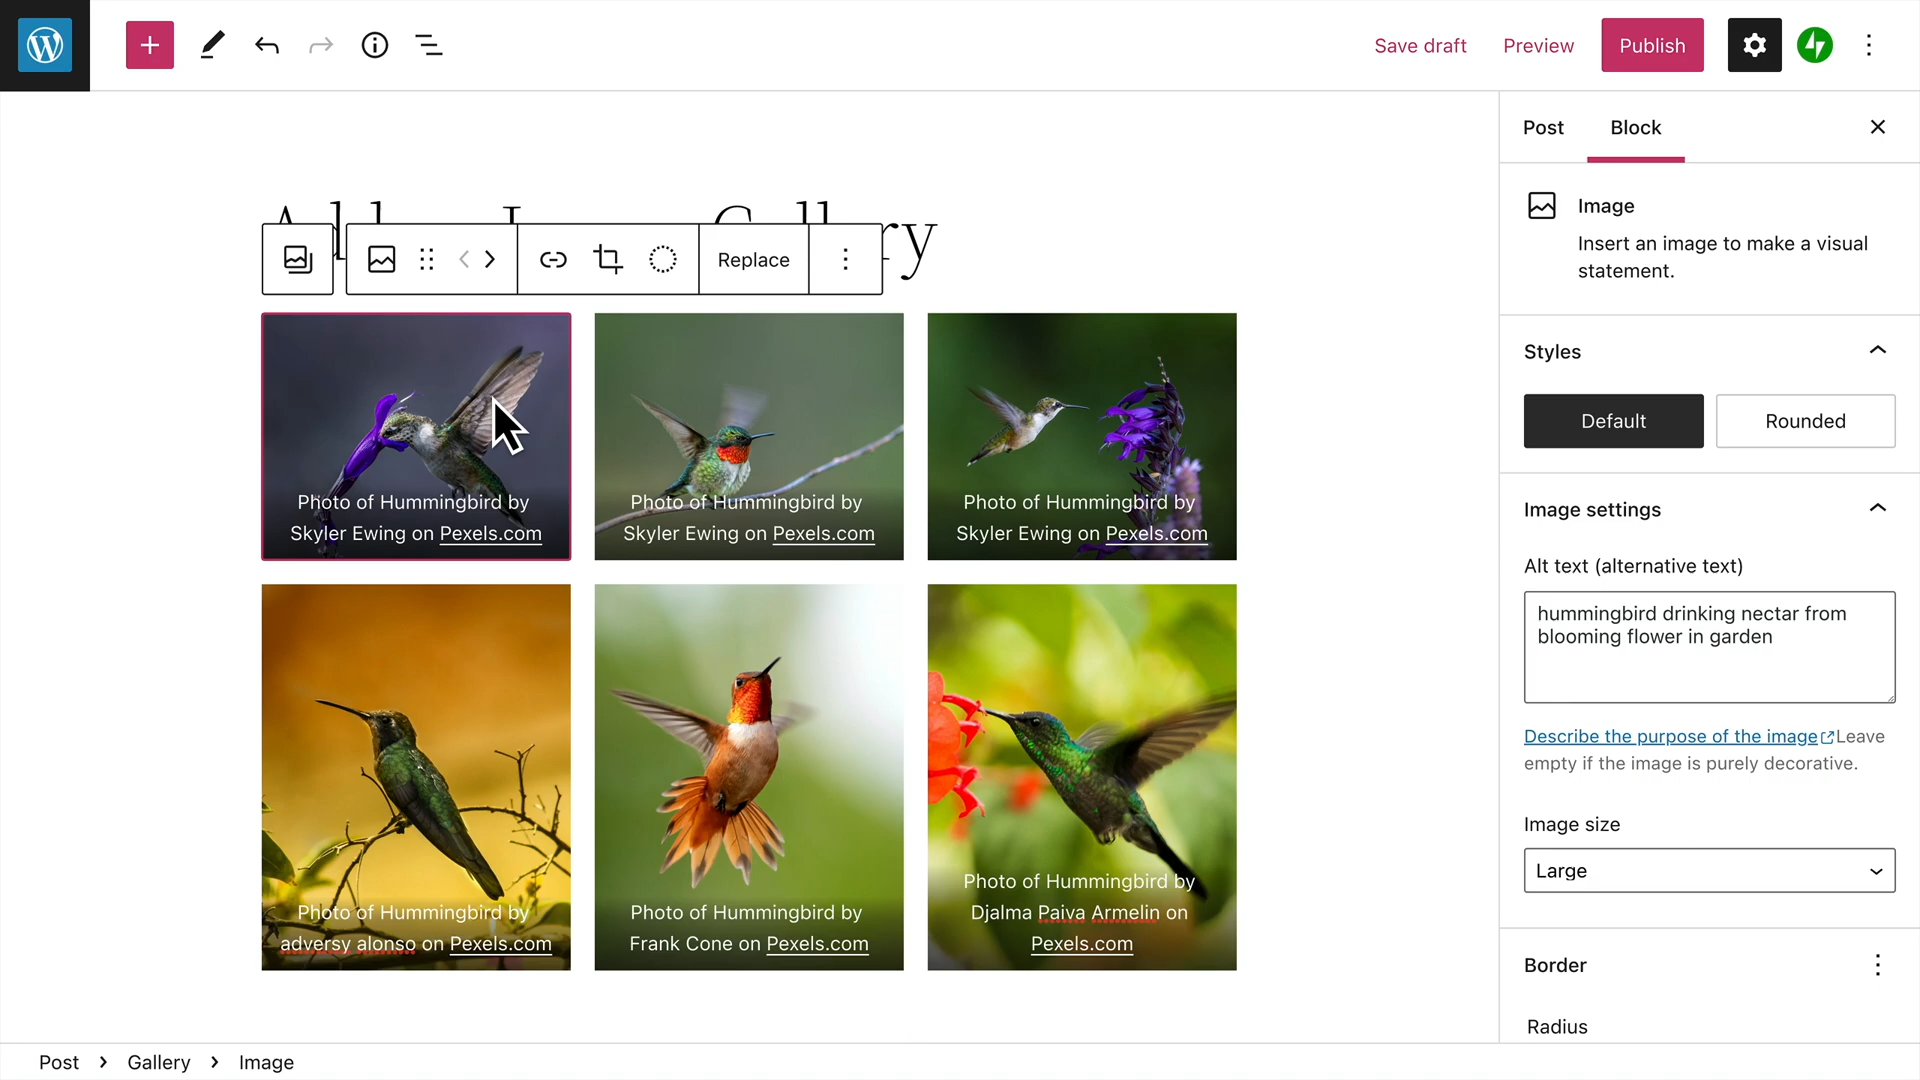 Save draft
Preview
Publish
Post
Block
Image
Insert an image to make a visual
statement.
Styles
Default
Rounded
Image settings
Alt text (alternative text)
hummingbird drinking nectar from
blooming flower in garden
Describe the purpose of the image Leave
empty if the image is purely decorative.
Image size
Large
Border
Radius
Gallery
Replace
Photo of Hummingbird by
Skyler Ewing on Pexels.com
Photo of Hummingbird by
Skyler Ewing on Pexels.com
Photo of Hummingbird by
Skyler Ewing on Pexels.com
Photo of Hummingbird by
adversy alonso on Pexels.com
Photo of Hummingbird by
Frank Cone on Pexels.com
Photo of Hummingbird by
Djalma Paiva Armelin on
Pexels.com
Post > Gallery > Image